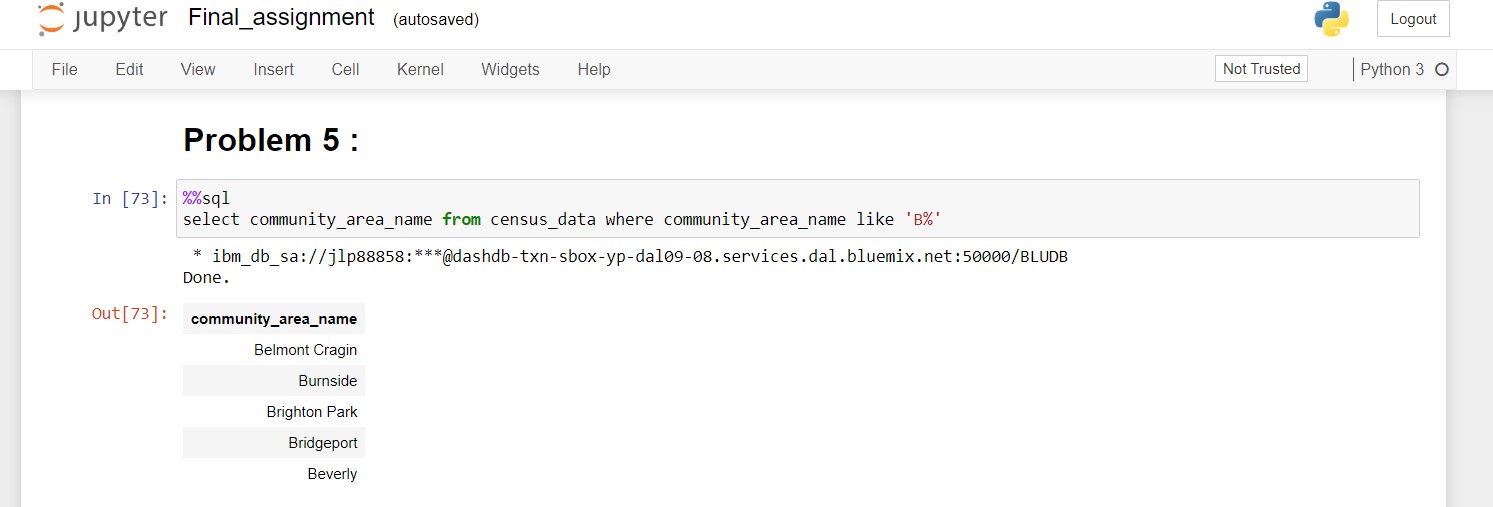 jupyter Final_assignment (autosaved) Logout
File Edit View Insert Cell Kernel Widgets Help Not Trusted Python 3
Problem 5 :
In [73]: %%sql
select community_area_name from census_data where community_area_name like 'B%'
* ibm_db_sa://jlp88858:***@dashdb-txn-sbox-yp-dal09-08.services.dal.bluemix.net:50000/BLUDB
Done.
Out[73]: community_area_name
Belmont Cragin
Burnside
Brighton Park
Bridgeport
Beverly